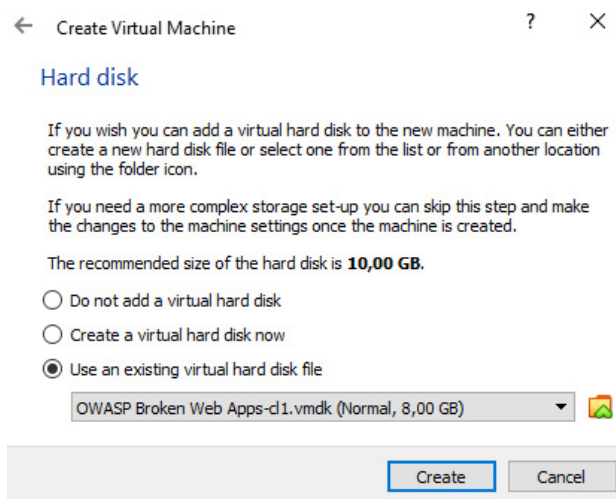 Create Virtual Machine
?
Hard disk
If you wish you can add a virtual hard disk to the new machine. You can either
create a new hard disk file or select one from the list or from another location
using the folder icon.
If you need a more complex storage set-up you can skip this step and make
the changes to the machine settings once the machine is created.
The recommended size of the hard disk is 10,00 GB.
Do not add a virtual hard disk
Create a virtual hard disk now
Use an existing virtual hard disk file
OWASP Broken Web Apps-cl1.vmdk (Normal, 8,00 GB)
Create Cancel